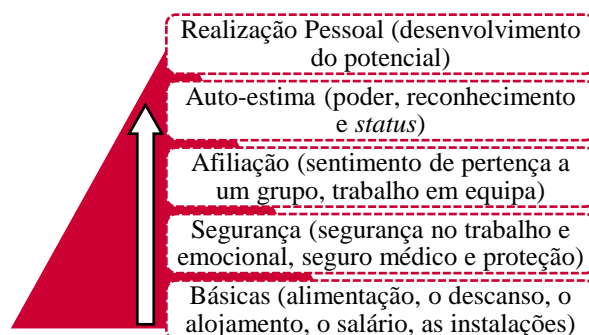 Realização Pessoal (desenvolvimento
do potencial)
Auto-estima (poder, reconhecimento
e status)
Afiliação (sentimento de pertença a
um grupo, trabalho em equipa)
Segurança (segurança no trabalho e
emocional, seguro médico e proteção)
Básicas (alimentação, o descanso, o
alojamento, o salário, as instalações)